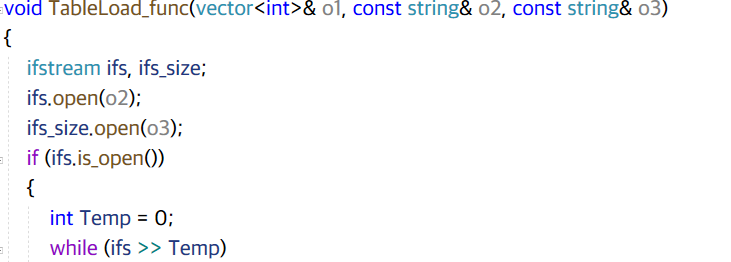 void TableLoad_func(vector<int>& o1, const string& o2, const string& o3)
{
ifstream ifs, ifs_size;
ifs.open(o2);
ifs_size.open(o3);
if (ifs.is_open())
{
int Temp = 0;
while (ifs >> Temp)